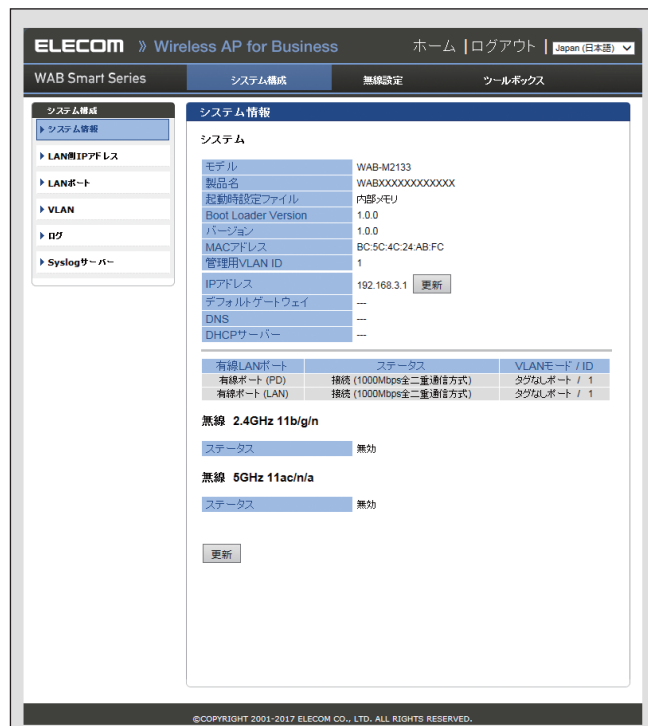 ELECOM » Wireless AP for Business ホーム | ログアウト | Japan (日本語)
WAB Smart Series システム構成 無線設定 ツールボックス
システム構成
システム情報
LAN側IPアドレス
LANポート
VLAN
ログ
Syslogサーバー
システム情報
システム
モデル WAB-M2133
製品名 WABXXXXXXXXXXXX
起動時設定ファイル 内部メモリ
Boot Loader Version 1.0.0
バージョン 1.0.0
MACアドレス BC:5C:4C:24:AB:FC
管理用VLAN ID 1
IPアドレス 192.168.3.1 更新
デフォルトゲートウェイ ---
DNS ---
DHCPサーバー ---
有線LANポート ステータス VLANモード / ID
有線ポート (PD) 接続 (1000Mbps全二重通信方式) タグなしポート / 1
有線ポート (LAN) 接続 (1000Mbps全二重通信方式) タグなしポート / 1
無線 2.4GHz 11b/g/n
ステータス 無効
無線 5GHz 11ac/n/a
ステータス 無効
更新
©COPYRIGHT 2001-2017 ELECOM CO., LTD. ALL RIGHTS RESERVED.